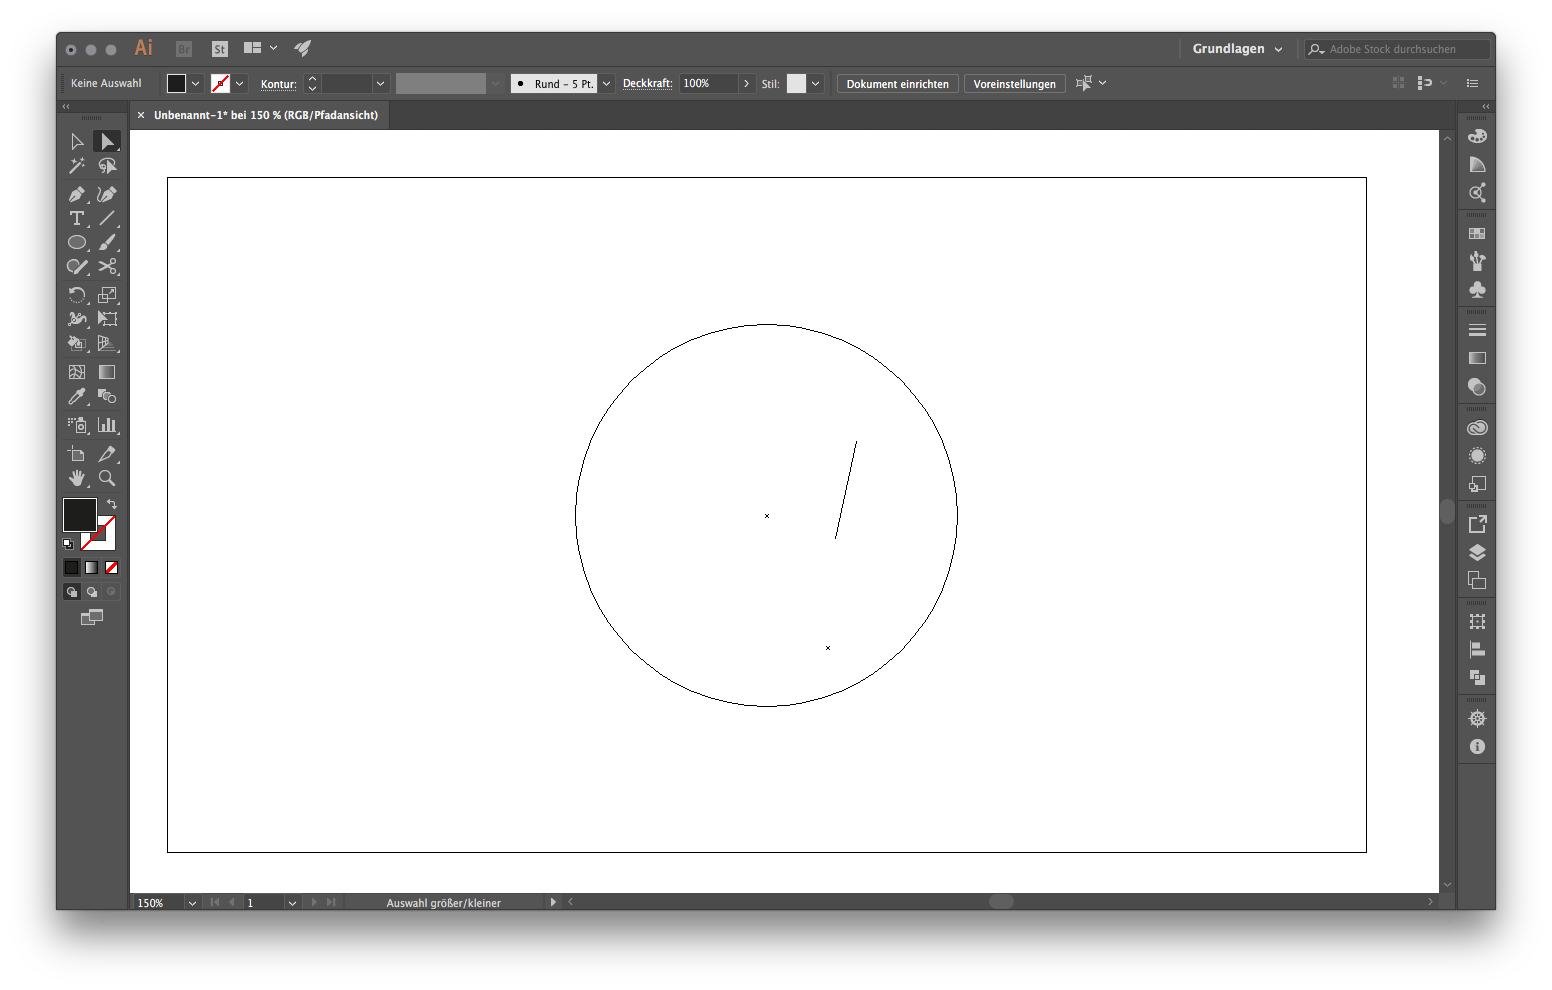 Ai Br St Grundlagen Adobe Stock durchsuchen
Keine Auswahl Kontur: Rund - 5 Pt. Deckkraft: 100% Stil: Dokument einrichten Voreinstellungen
× Unbenannt-1* bei 150 % (RGB/Pfadansicht)
T
150% 1 Auswahl größer/kleiner